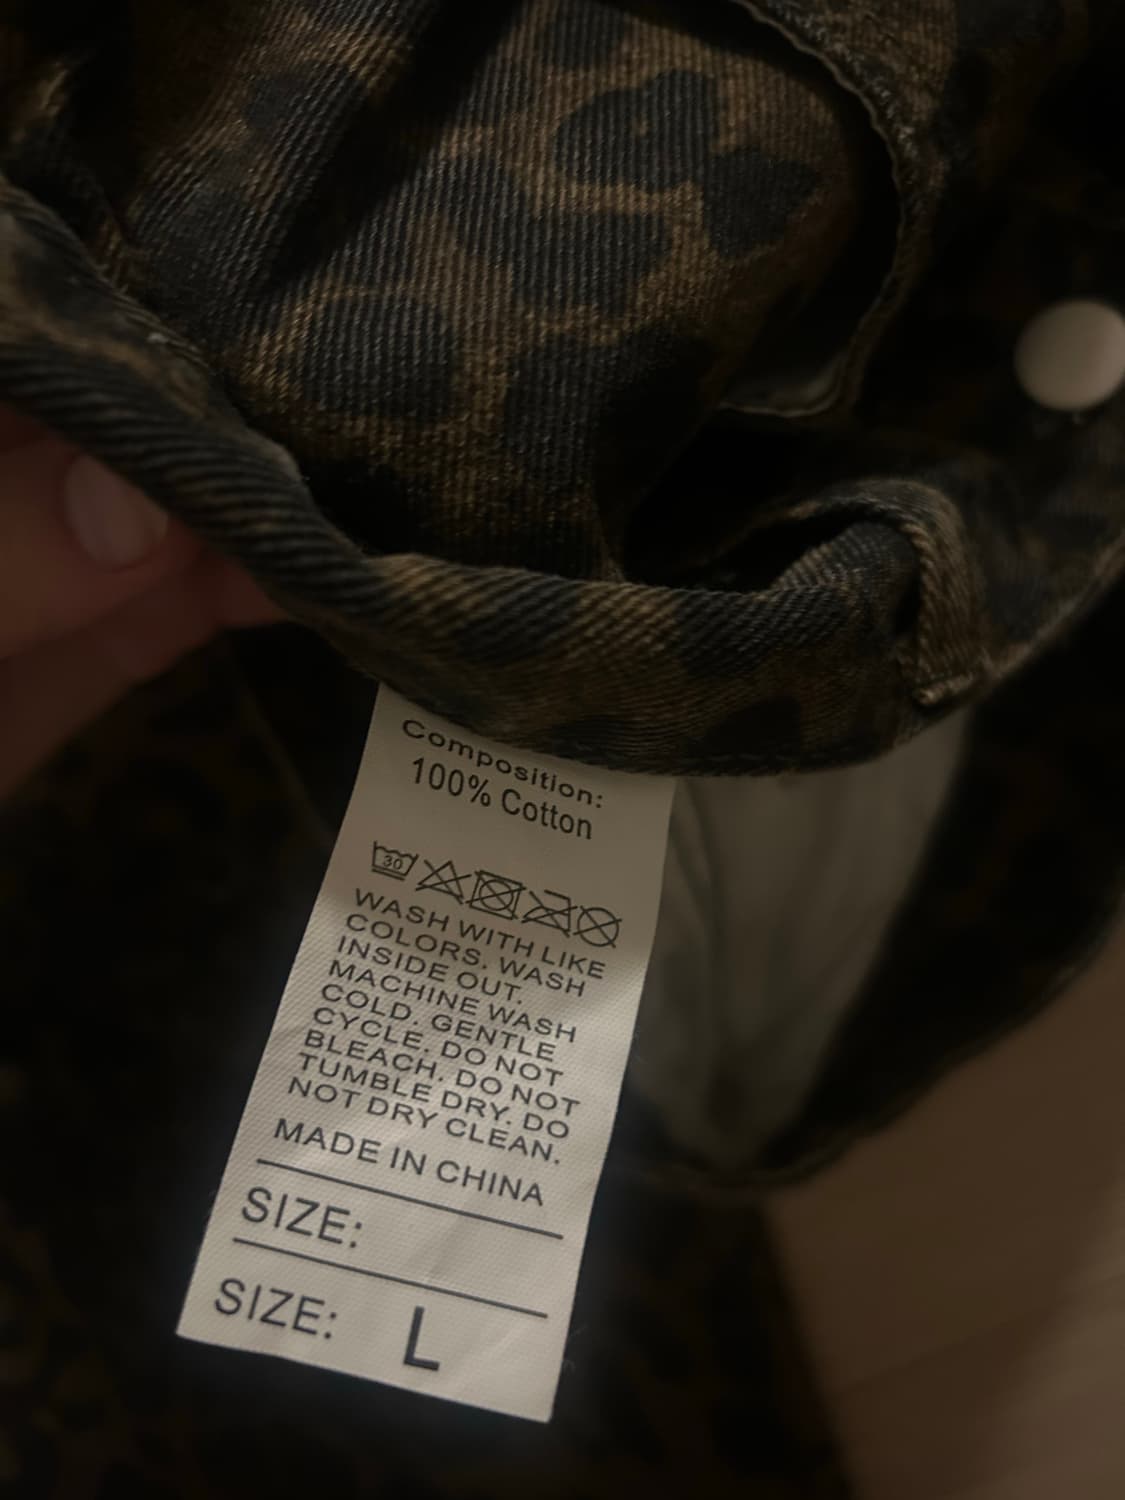 Composition:
100% Cotton
30
WASH WITH LIKE
COLORS. WASH
INSIDE OUT.
MACHINE WASH
COLD. GENTLE
CYCLE. DO NOT
BLEACH. DO NOT
TUMBLE DRY. DO
NOT DRY CLEAN.
MADE IN CHINA
SIZE:
SIZE: L